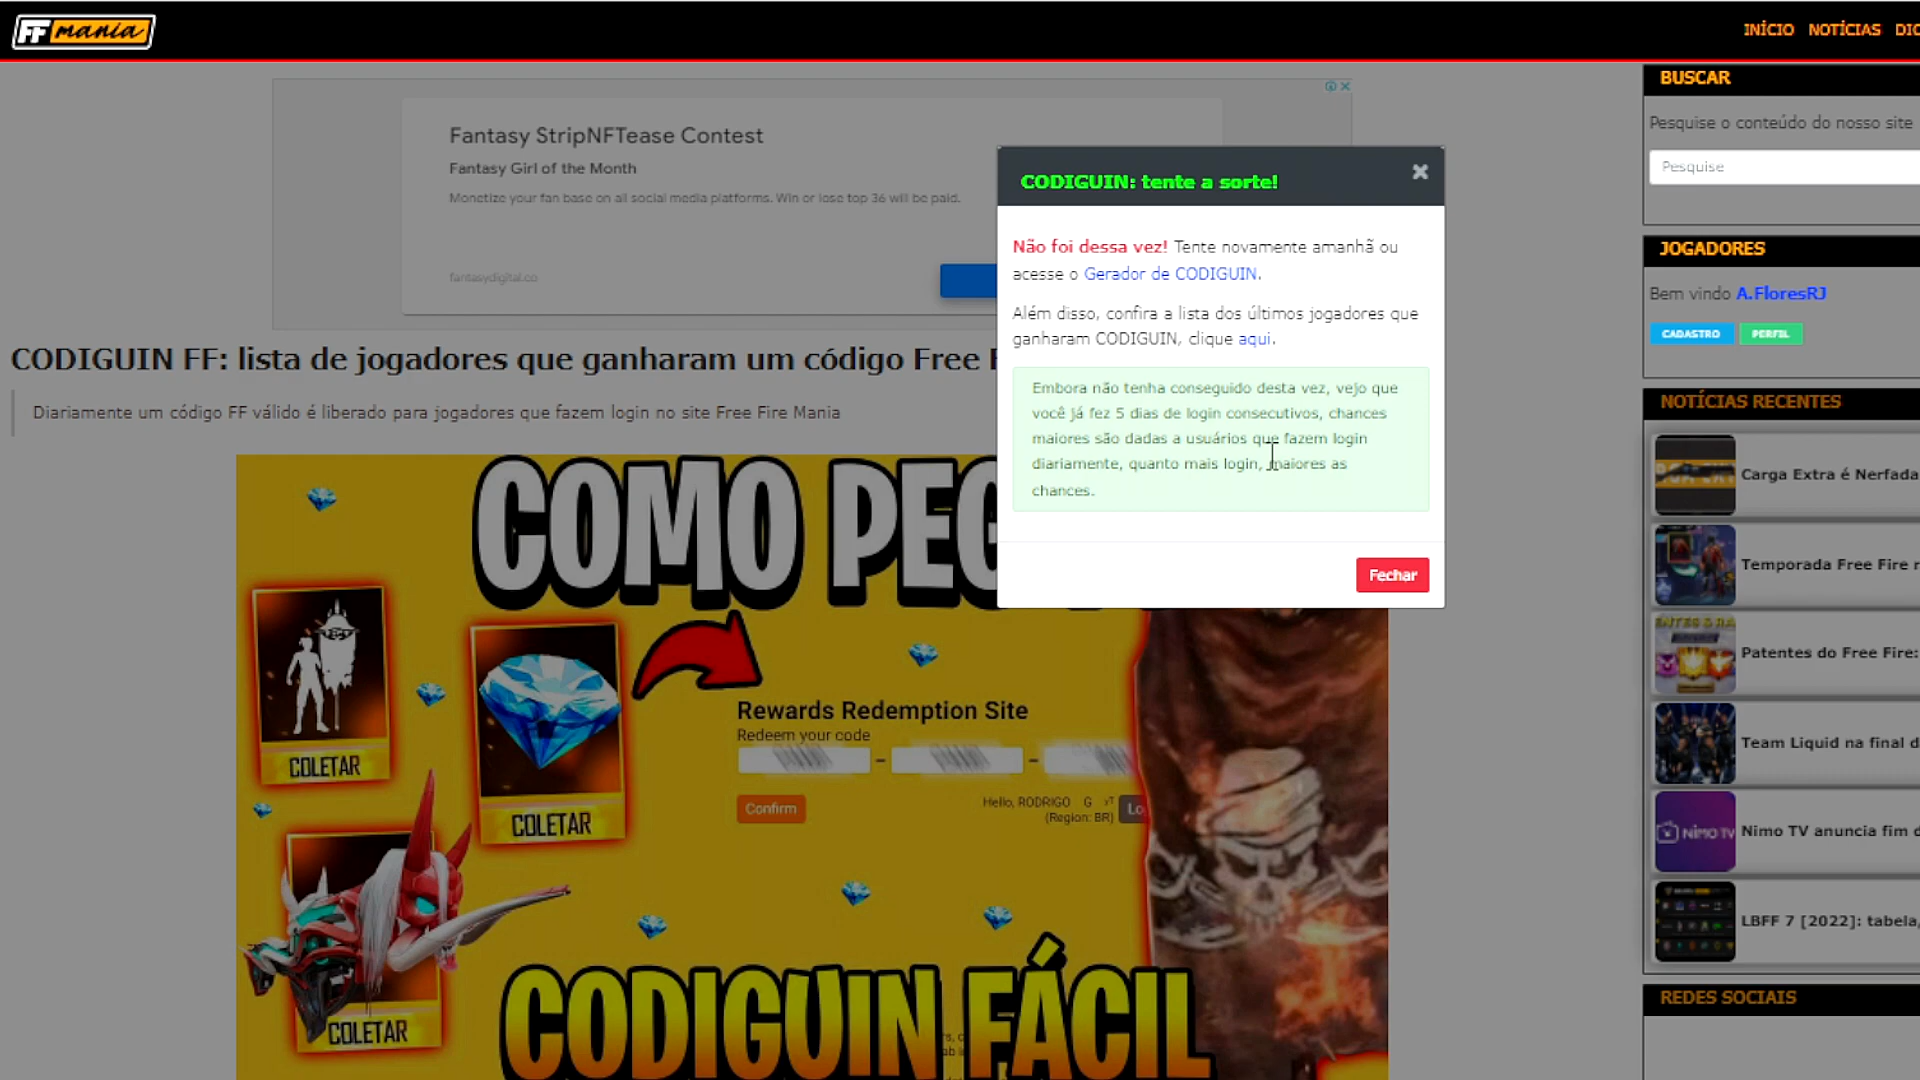 FF mania
INÍCIO NOTÍCIAS
Fantasy StripNFTease Contest
Fantasy Girl of the Month
Monetize your fan base on all social media platforms. Win or lose top 36 will be paid.
fantasydigital.co
CODIGUIN FF: lista de jogadores que ganharam um código Free
Diariamente um código FF válido é liberado para jogadores que fazem login no site Free Fire Mania
CODIGUIN: tente a sorte!
×
Não foi dessa vez! Tente novamente amanhã ou
acesse o Gerador de CODIGUIN.
Além disso, confira a lista dos últimos jogadores que
ganharam CODIGUIN, clique aqui.
Embora não tenha conseguido desta vez, vejo que
você já fez 5 dias de login consecutivos, chances
maiores são dadas a usuários que fazem login
diariamente, quanto mais login, maiores as
chances.
Fechar
COMO
COLETAR
COLETAR
COLETAR
Rewards Redemption Site
Redeem your code
Confirm
Hello, RODRIGO G
(Region: BR)
CODIGUIN FÁCIL
BUSCAR
Pesquise o conteúdo do nosso site
Pesquise
JOGADORES
Bem vindo A.FloresRJ
CADASTRO PERFIL
NOTÍCIAS RECENTES
Carga Extra é Nerfada
Temporada Free Fire
Patentes do Free Fire:
Team Liquid na final
NIMO TV
Nimo TV anuncia fim
LBFF 7 [2022]: tabela,
REDES SOCIAIS